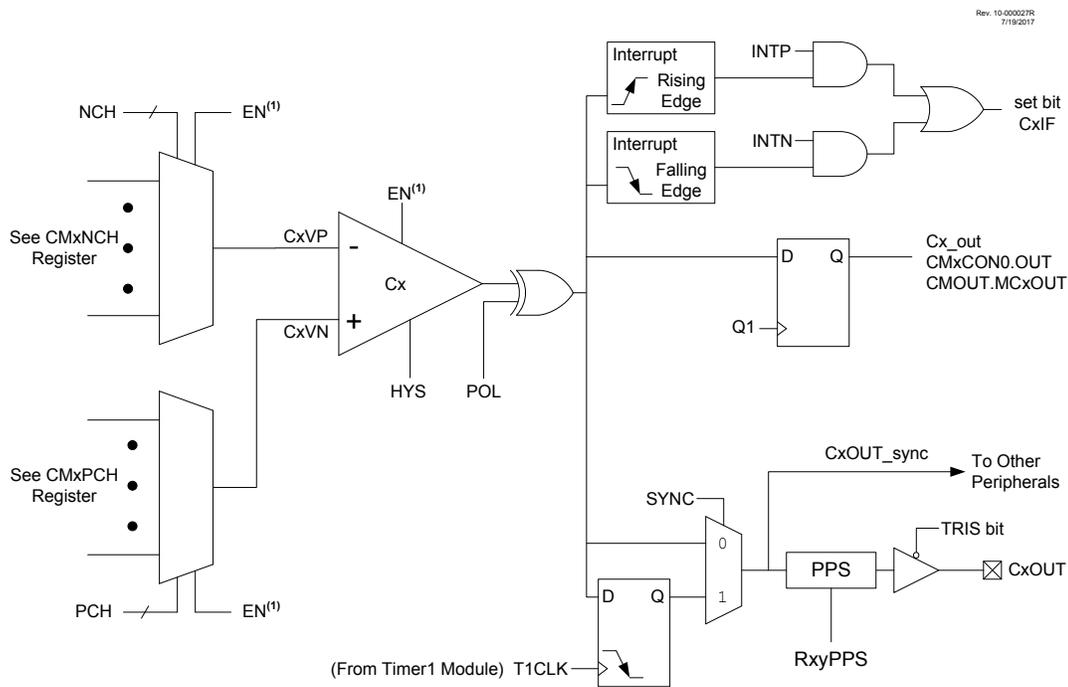 Rev. 10-000027R
7/19/2017
Interrupt
Rising
Edge
INTP
NCH
EN(1)
set bit
CxIF
Interrupt
Falling
Edge
INTN
EN(1)
See CMxNCH
Register
CxVP
-
Cx
+
CxVN
D Q
Cx_out
CMxCON0.OUT
CMOUT.MCxOUT
Q1
HYS
POL
See CMxPCH
Register
CxOUT_sync
To Other
Peripherals
SYNC
0
1
TRIS bit
PPS
CxOUT
D Q
PCH
EN(1)
RxyPPS
(From Timer1 Module) T1CLK